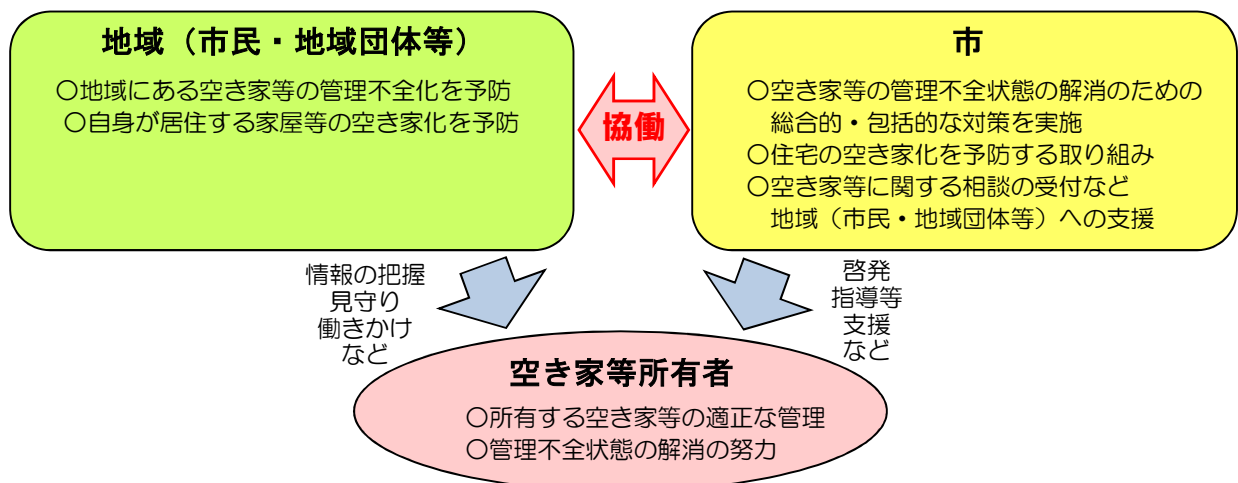 地域（市民・地域団体等）
〇地域にある空き家等の管理不全化を予防
〇自身が居住する家屋等の空き家化を予防
協働
市
〇空き家等の管理不全状態の解消のための
総合的・包括的な対策を実施
〇住宅の空き家化を予防する取り組み
〇空き家等に関する相談の受付など
地域（市民・地域団体等）への支援
情報の把握
見守り
働きかけ
など
啓発
指導等
支援
など
空き家等所有者
〇所有する空き家等の適正な管理
〇管理不全状態の解消の努力